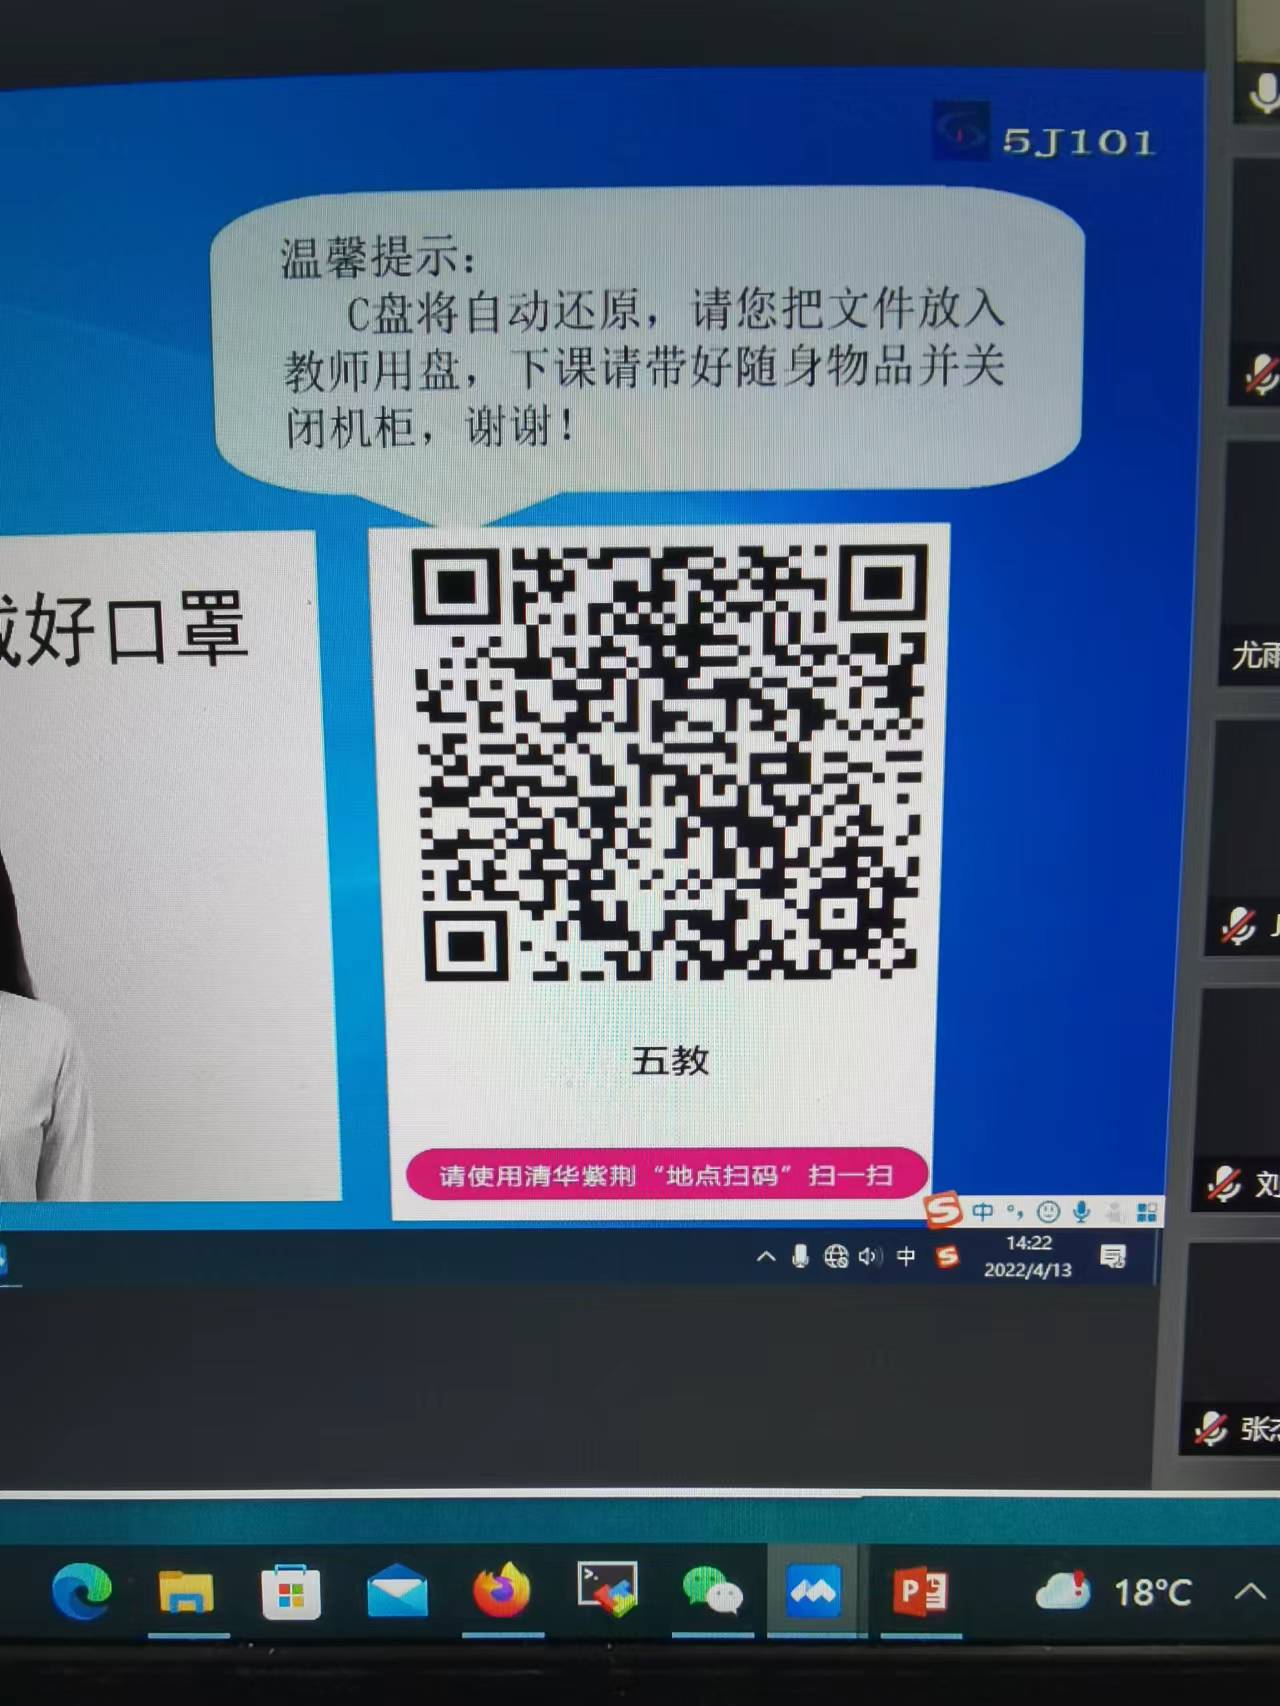 5J101
温馨提示：
C盘将自动还原，请您把文件放入
教师用盘，下课请带好随身物品并关
闭机柜，谢谢！
好口罩
尤雨
五教
请使用清华紫荆“地点扫码”扫一扫
刘
中
中
14:22
2022/4/13
张杰
18°C